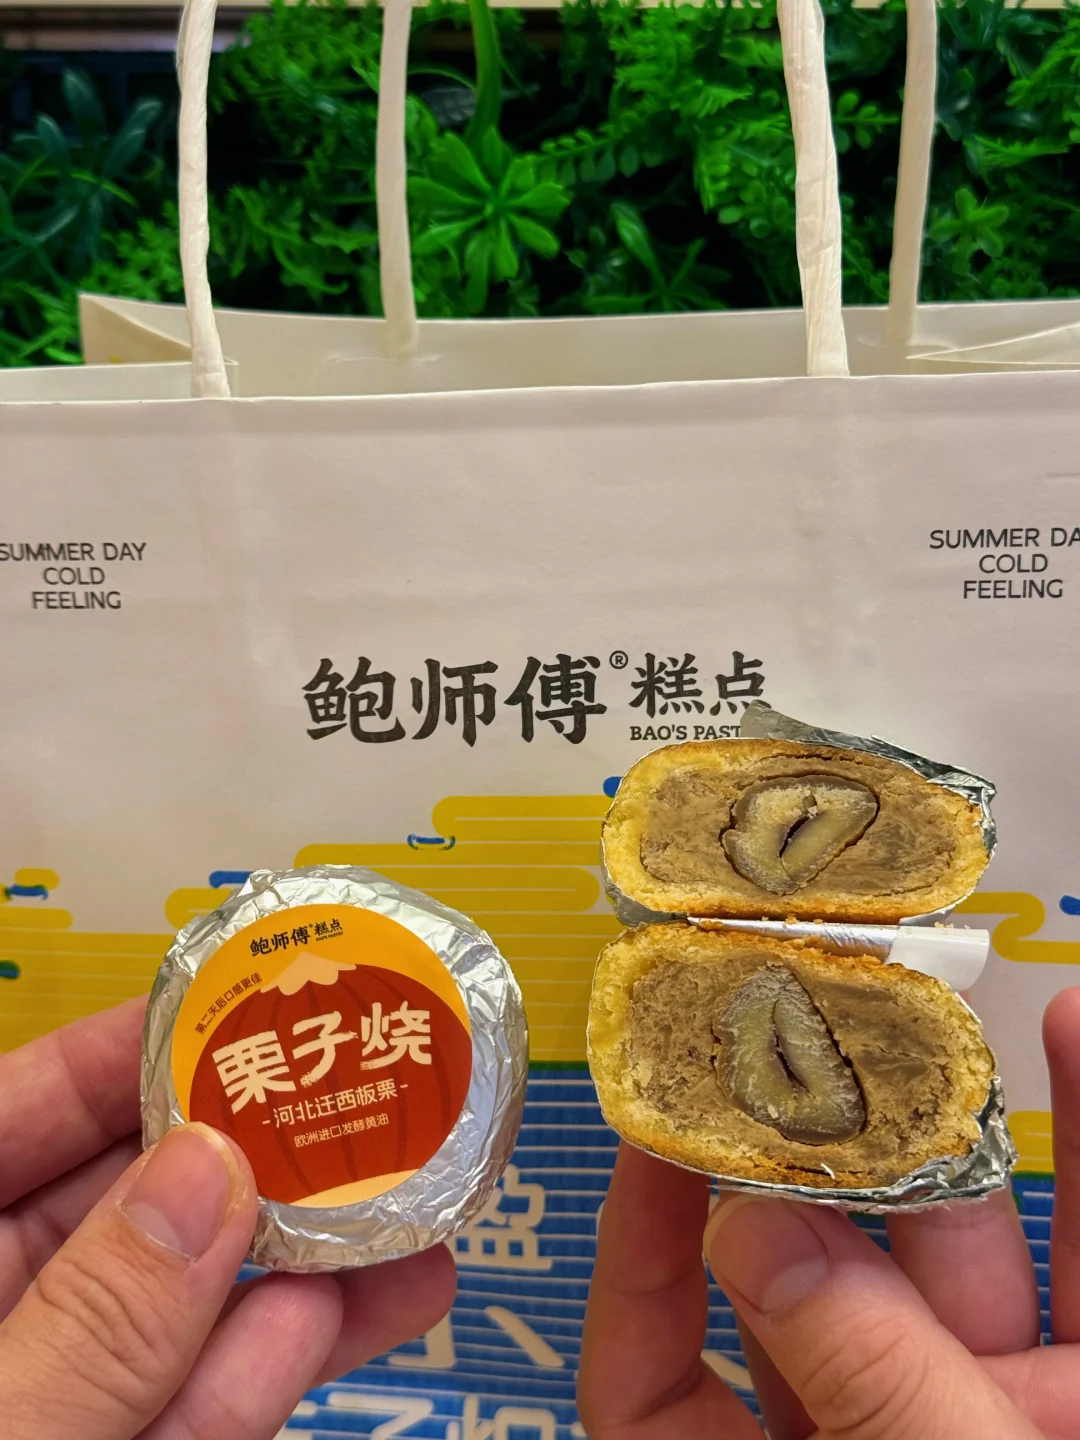 SUMMER DAY
COLD
FEELING
SUMMER DA
COLD
FEELING
鲍师傅®糕点
BAO'S PAST
鲍师傅®糕点
BAO'S PASTRY
第二天后口感更佳
栗子烧
-河北迁西板栗-
欧洲进口发酵黄油